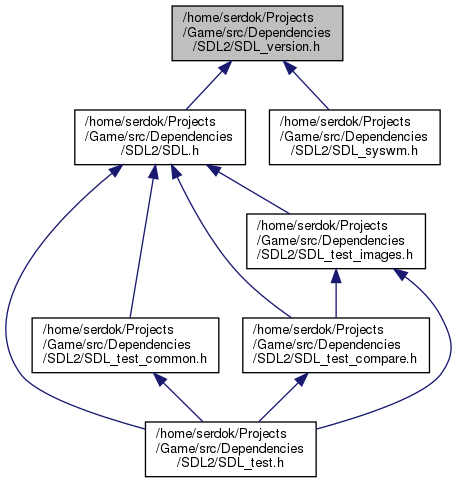 /home/serdok/Projects
/Game/src/Dependencies
/SDL2/SDL_version.h
/home/serdok/Projects
/Game/src/Dependencies
/SDL2/SDL.h
/home/serdok/Projects
/Game/src/Dependencies
/SDL2/SDL_syswm.h
/home/serdok/Projects
/Game/src/Dependencies
/SDL2/SDL_test_images.h
/home/serdok/Projects
/Game/src/Dependencies
/SDL2/SDL_test_common.h
/home/serdok/Projects
/Game/src/Dependencies
/SDL2/SDL_test_compare.h
/home/serdok/Projects
/Game/src/Dependencies
/SDL2/SDL_test.h